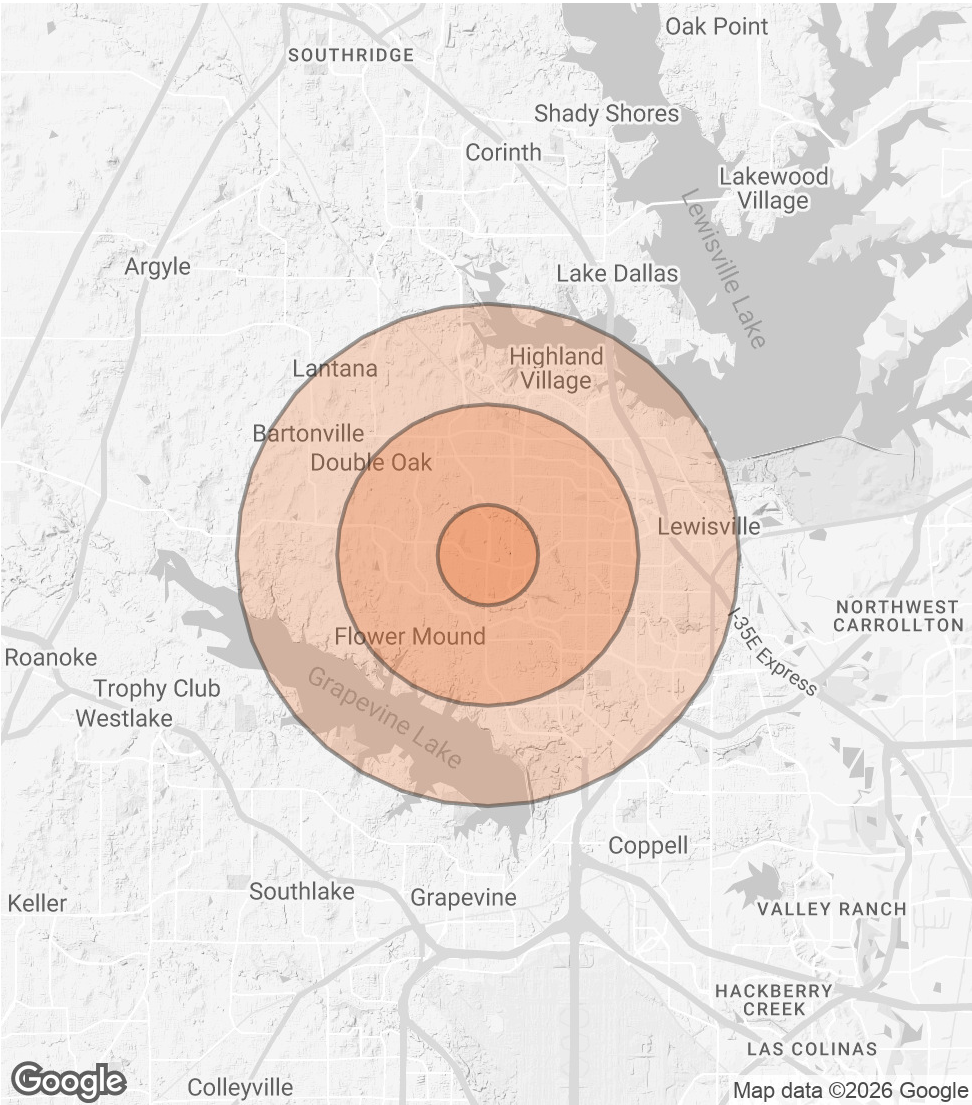 Oak Point
SOUTHRIDGE
Shady Shores
Corinth
Lakewood
Village
Lewisville Lake
Argyle
Lake Dallas
Highland
Village
Lantana
Bartonville
Double Oak
Lewisville
NORTHWEST
CARROLLTON
I-35E Express
Flower Mound
Roanoke
Grapevine Lake
Trophy Club
Westlake
Coppell
Southlake
Grapevine
Keller
VALLEY RANCH
HACKBERRY
CREEK
LAS COLINAS
Google
Colleyville
Map data ©2026 Google